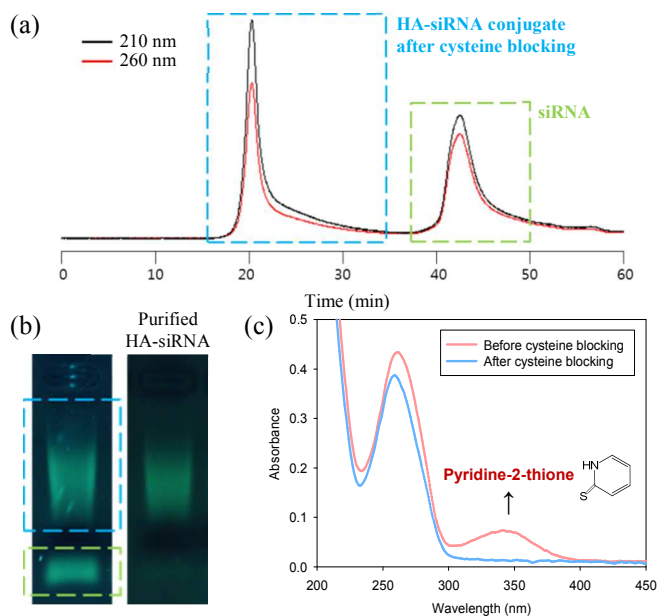 (a)
210 nm
260 nm
HA-siRNA conjugate
after cysteine blocking
siRNA
0 10 20 30 40 50 60
Time (min)
(b)
Purified
HA-siRNA
(c)
0.5
0.4
0.3
0.2
0.1
0.0
Absorbance
Before cysteine blocking
After cysteine blocking
Pyridine-2-thione
HN
S
200 250 300 350 400 450
Wavelength (nm)